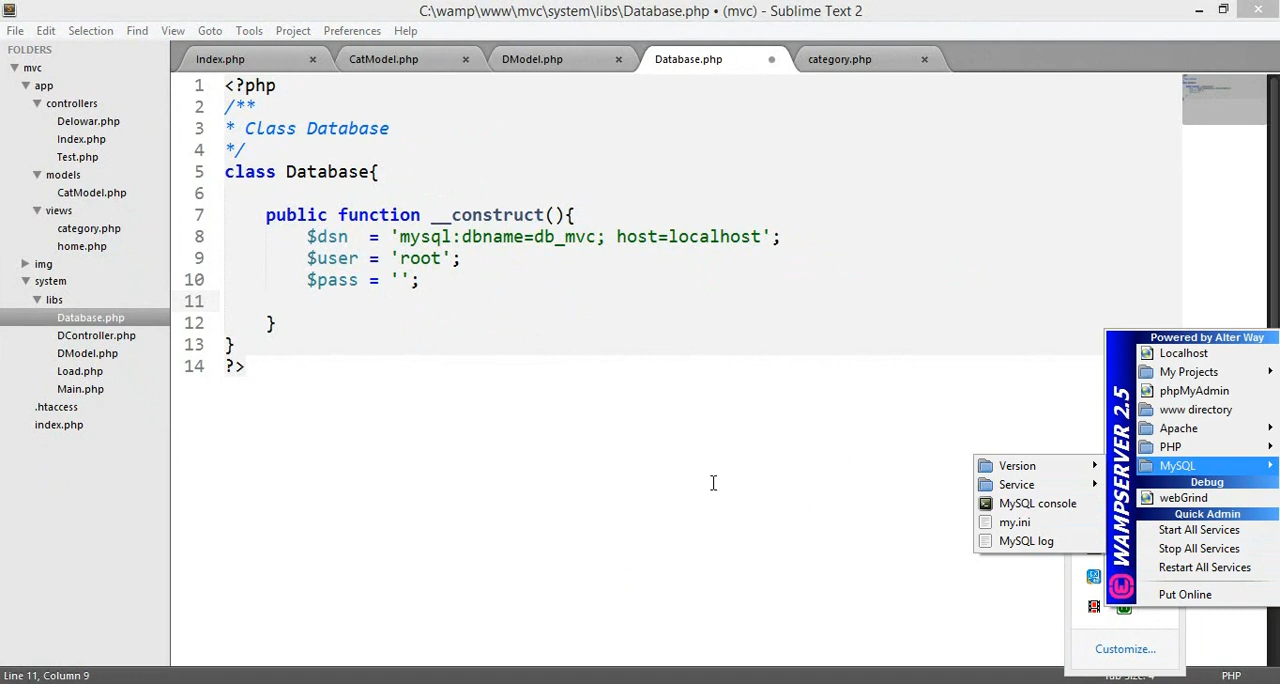 C:\wamp\www\mvc\system\libs\Database.php • (mvc) - Sublime Text 2
File Edit Selection Find View Goto Tools Project Preferences Help
FOLDERS
mvc
app
controllers
Delowar.php
Index.php
Test.php
models
CatModel.php
views
category.php
home.php
img
system
libs
Database.php
DController.php
DModel.php
Load.php
Main.php
.htaccess
index.php
Index.php × CatModel.php × DModel.php × Database.php category.php ×
1 <?php
2 /**
3 * Class Database
4 */
5 class Database{
6
7 public function __construct(){
8 $dsn = 'mysql:dbname=db_mvc; host=localhost';
9 $user = 'root';
10 $pass = '';
11
12 }
13 }
14 ?>
Powered by Alter Way
Localhost
My Projects
phpMyAdmin
www directory
Apache
PHP
MySQL
Debug
webGrind
Quick Admin
Start All Services
Stop All Services
Restart All Services
Put Online
WAMPSERVER 2.5
Version
Service
MySQL console
my.ini
MySQL log
Customize...
Line 11, Column 9
PHP